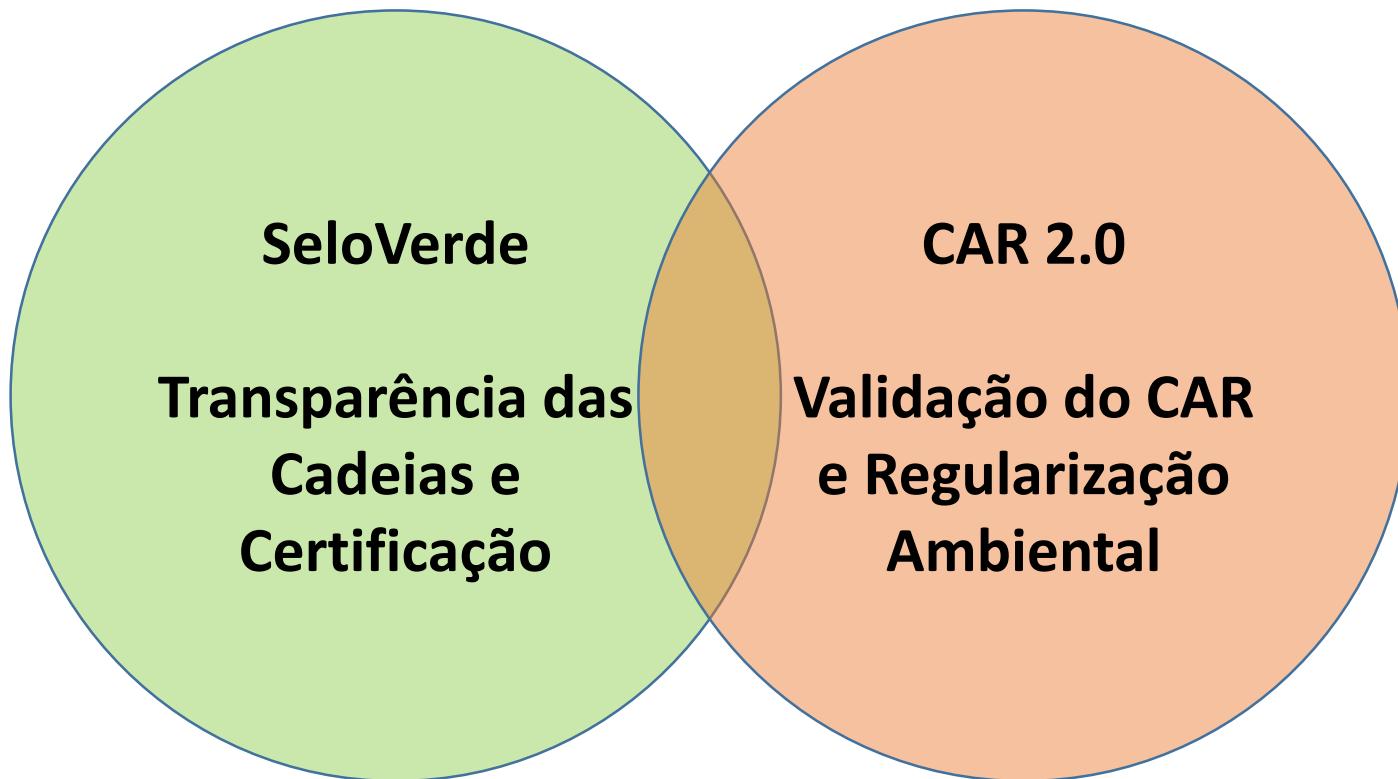 SeloVerde
Transparência das
Cadeias e
Certificação
CAR 2.0
Validação do CAR
e Regularização
Ambiental